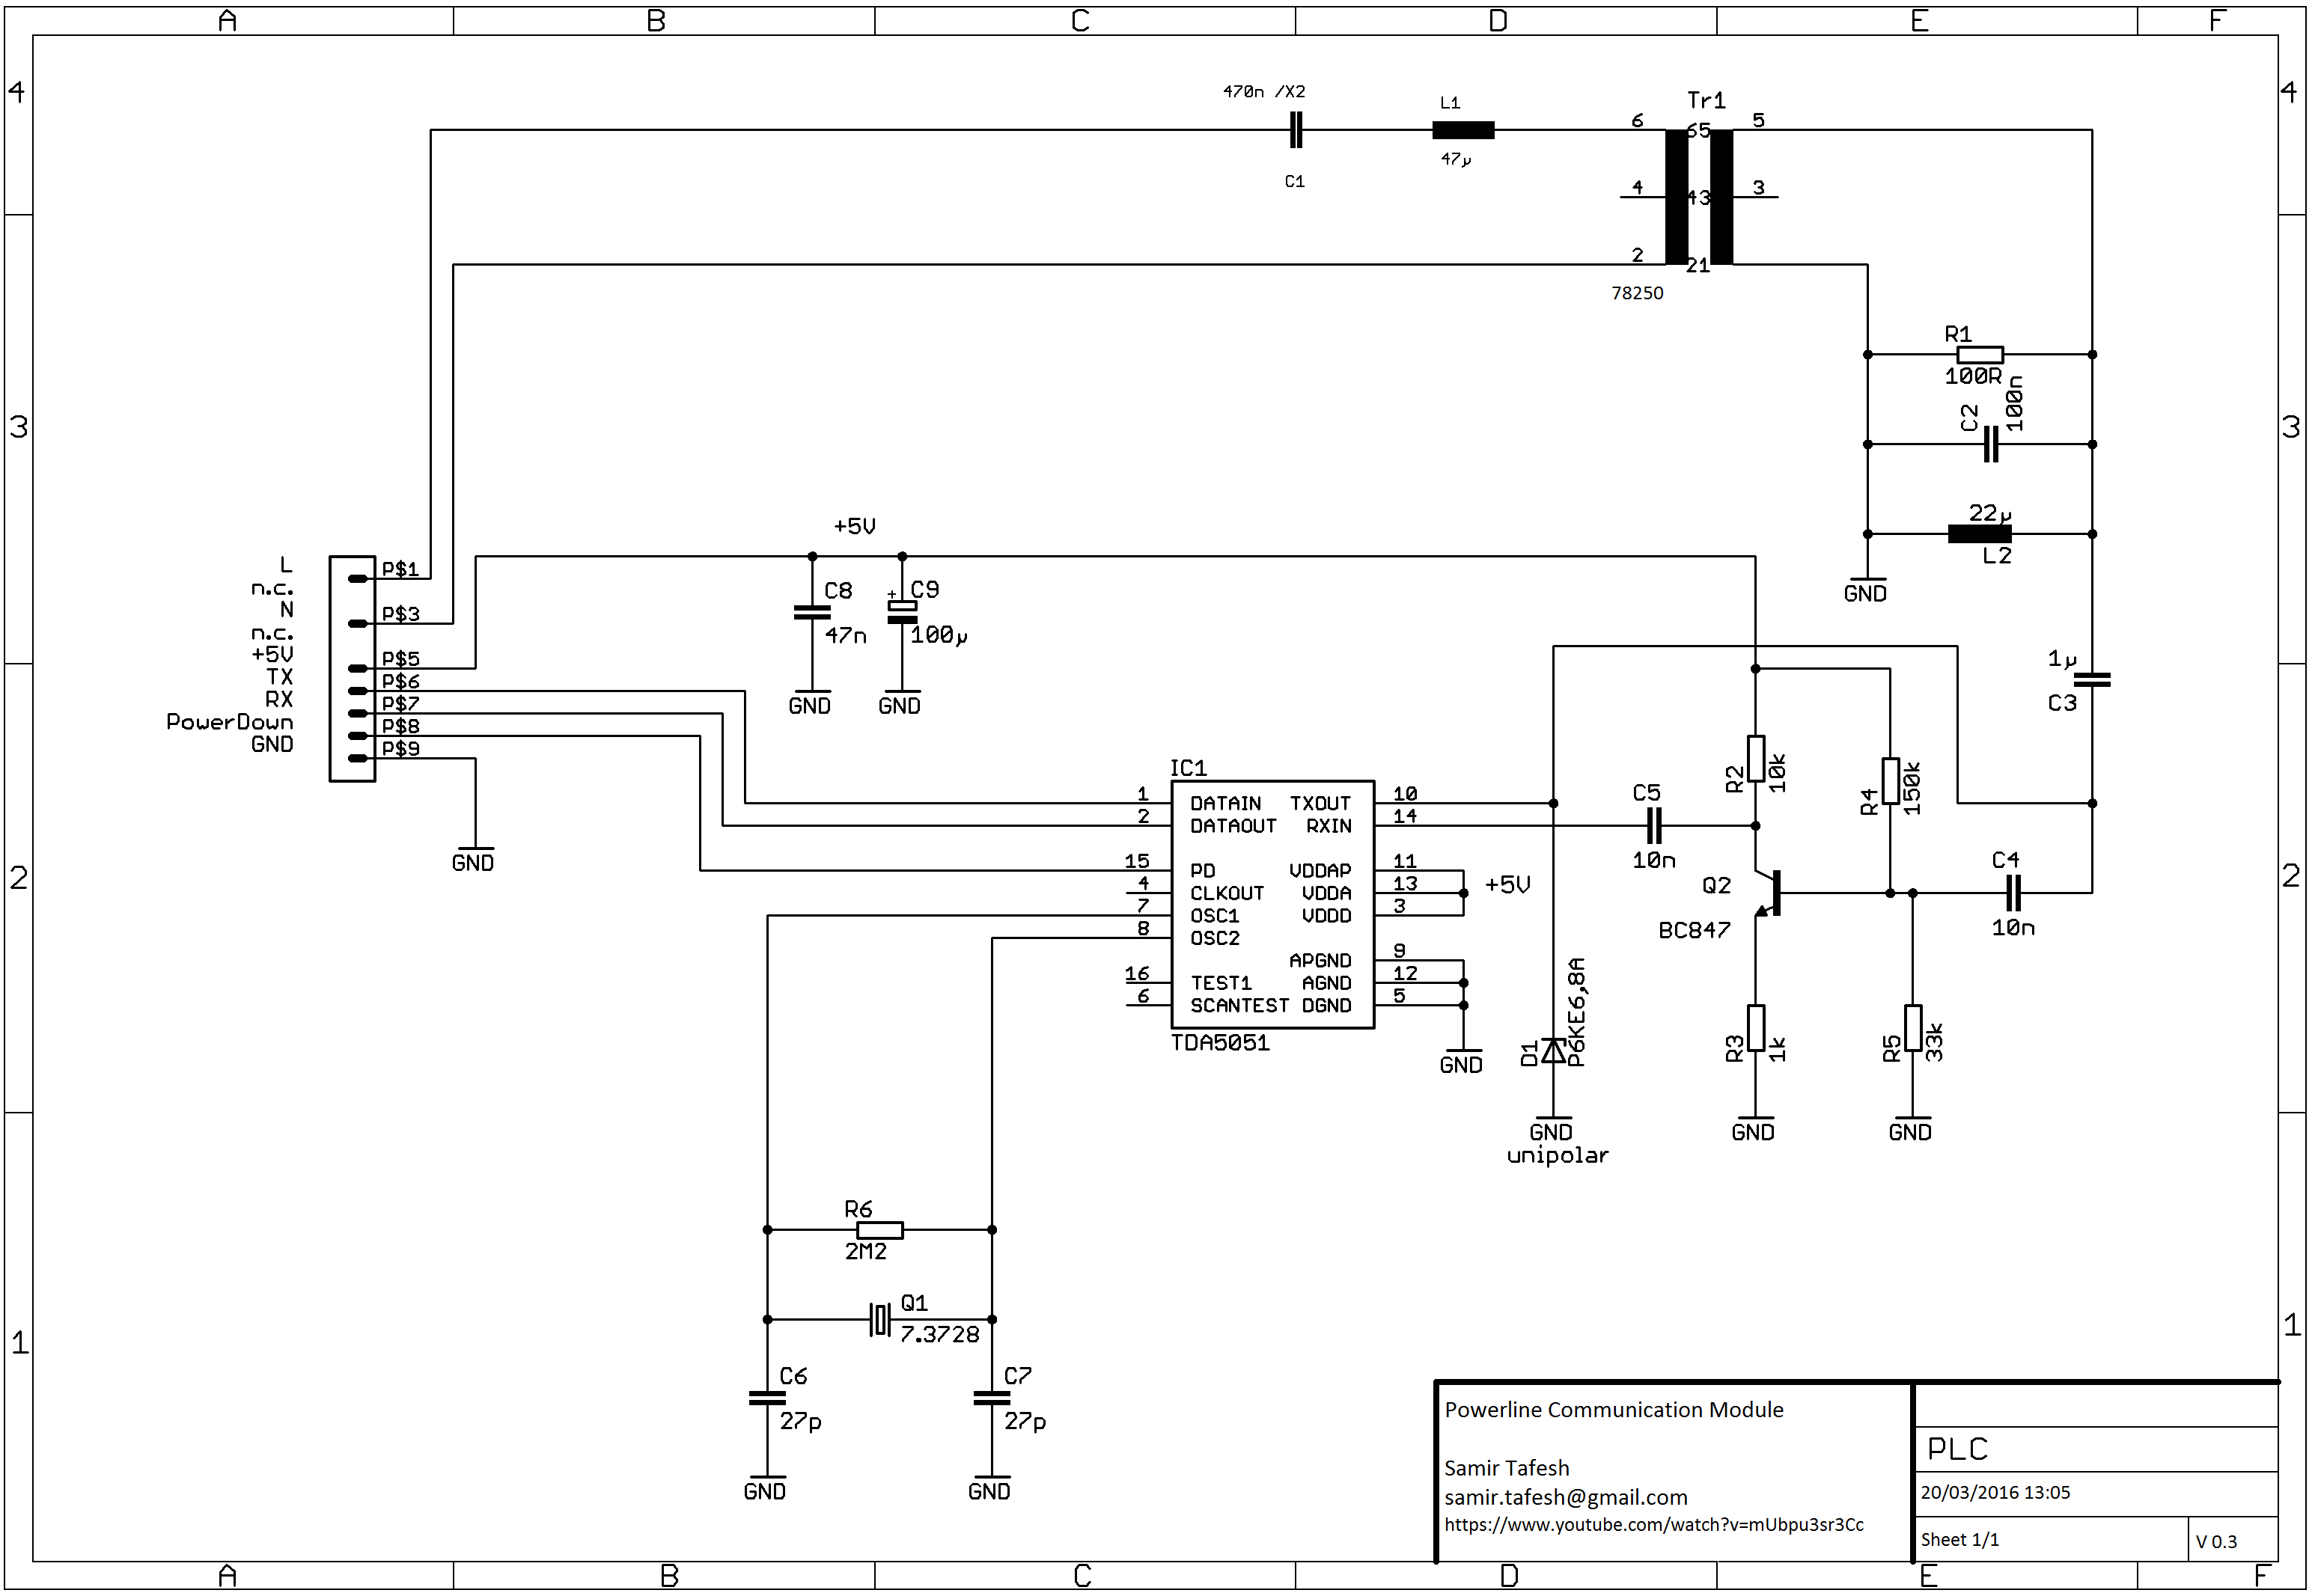 A B C D E F
4
470n /X2
C1
L1
47µ
Tr1
6 65 5
4 43 3
2 21
78250
4
R1
100R
C2
100n
22µ
L2
GND
3
3
+5V
L
n.c.
N
n.c.
+5V
TX
RX
PowerDown
GND
P$1
P$3
P$5
P$6
P$7
P$8
P$9
GND
C8
47n
GND
+
C9
100µ
GND
1µ
C3
R2
10k
R4
150k
C5
10n
C4
10n
Q2
BC847
R3
1k
GND
R5
33k
GND
2
2
IC1
1 DATAIN TXOUT 10
2 DATAOUT RXIN 14
15 PD VDDAP 11
4 CLKOUT VDDA 13
7 OSC1 VDDD 3
8 OSC2
APGND 9
16 TEST1 AGND 12
6 SCANTEST DGND 5
TDA5051
+5V
GND
D1
P6KE6,8A
GND
unipolar
R6
2M2
Q1
7.3728
C6
27p
GND
C7
27p
GND
1
1
Powerline Communication Module
Samir Tafesh
samir.tafesh@gmail.com
https://www.youtube.com/watch?v=mUbpu3sr3Cc
PLC
20/03/2016 13:05
Sheet 1/1
V 0.3
A B C D E F